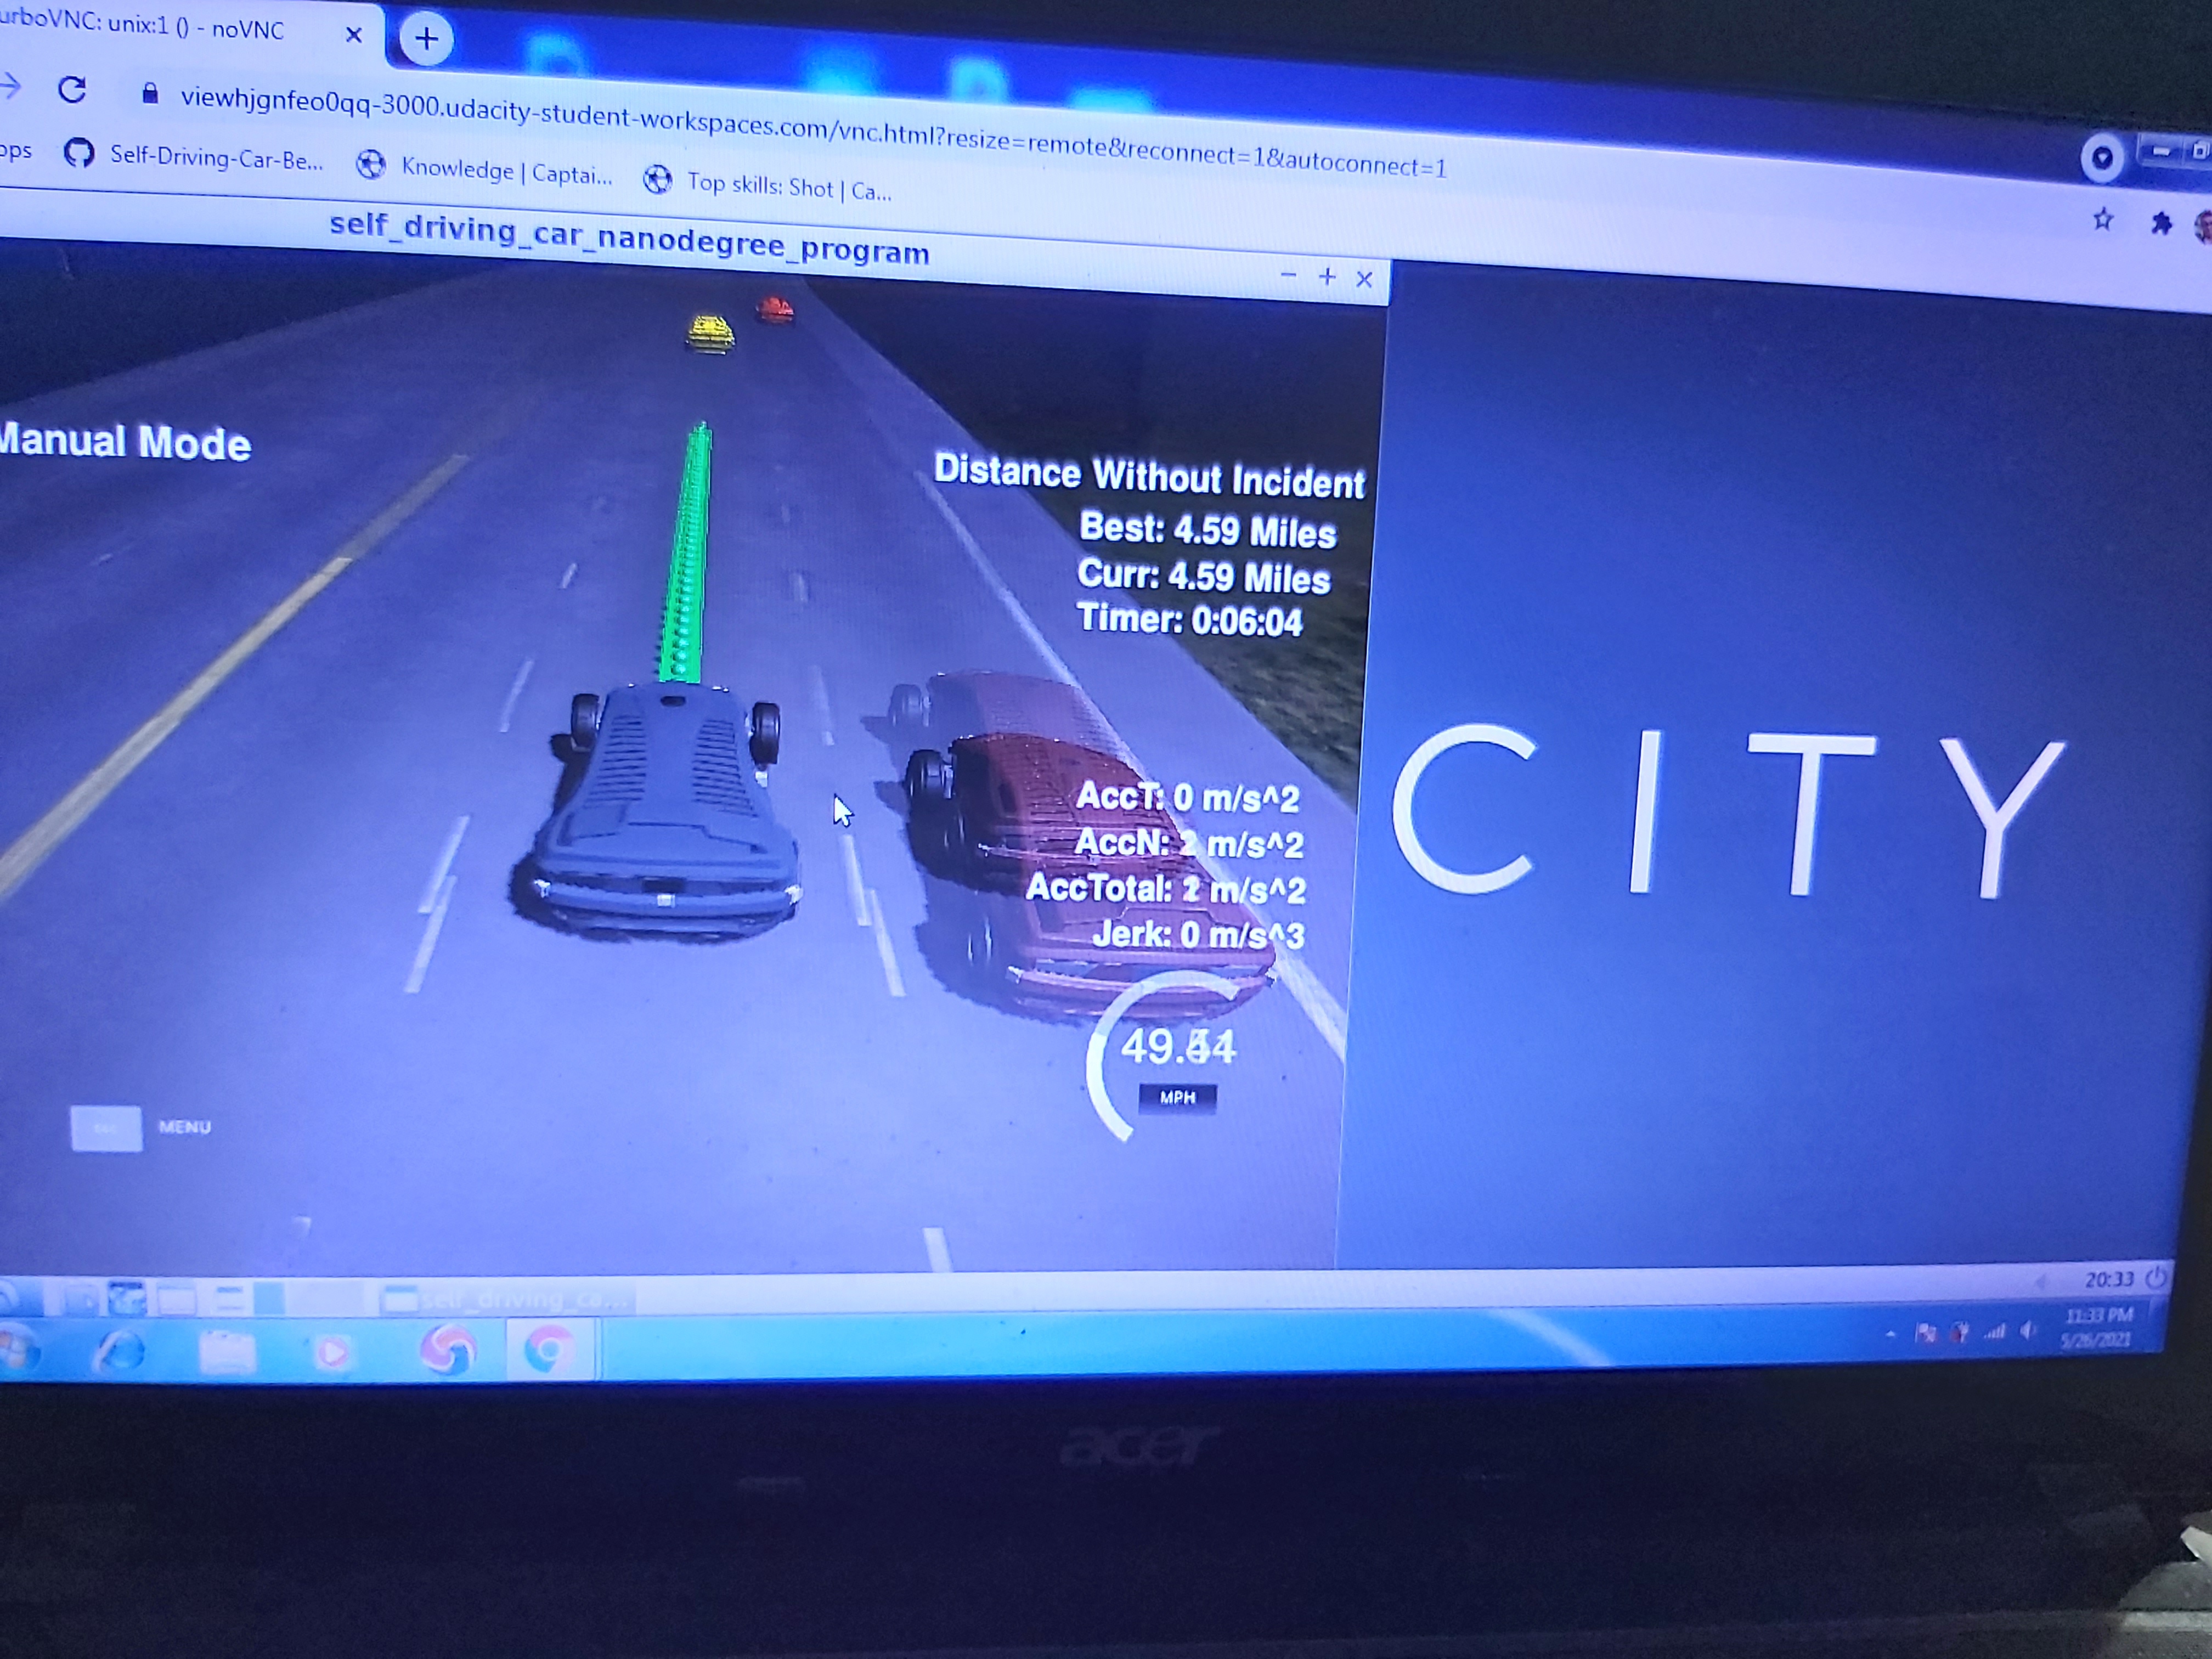 urboVNC: unix:1 () - noVNC
viewhjgnfeo0qq-3000.udacity-student-workspaces.com/vnc.html?resize=remote&reconnect=1&autoconnect=1
Self-Driving-Car-Be...
Knowledge | Captai...
Top skills: Shot | Ca...
self_driving_car_nanodegree_program
Manual Mode
Distance Without Incident
Best: 4.59 Miles
Curr: 4.59 Miles
Timer: 0:06:04
CITY
AccT: 0 m/s^2
AccN: 2 m/s^2
AccTotal: 2 m/s^2
Jerk: 0 m/s^3
MPH
MENU
20:33
self_driving_ca...
11:33 PM
5/26/2021
acer